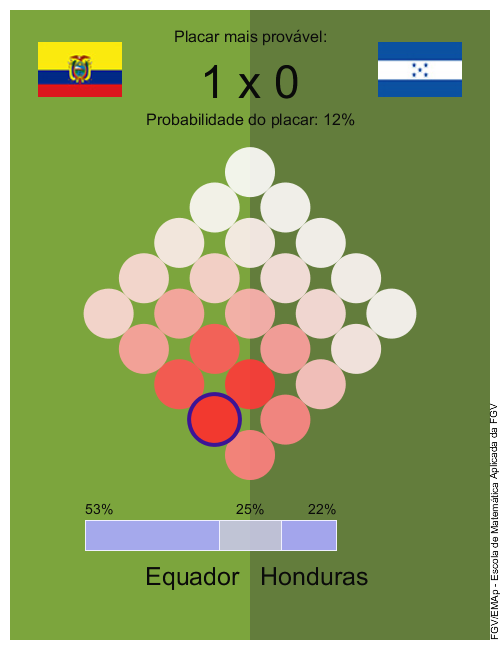 Placar mais provável:
1 x 0
Probabilidade do placar: 12%
53% 25% 22%
Equador Honduras
FGV/EMAp - Escola de Matemática Aplicada da FGV